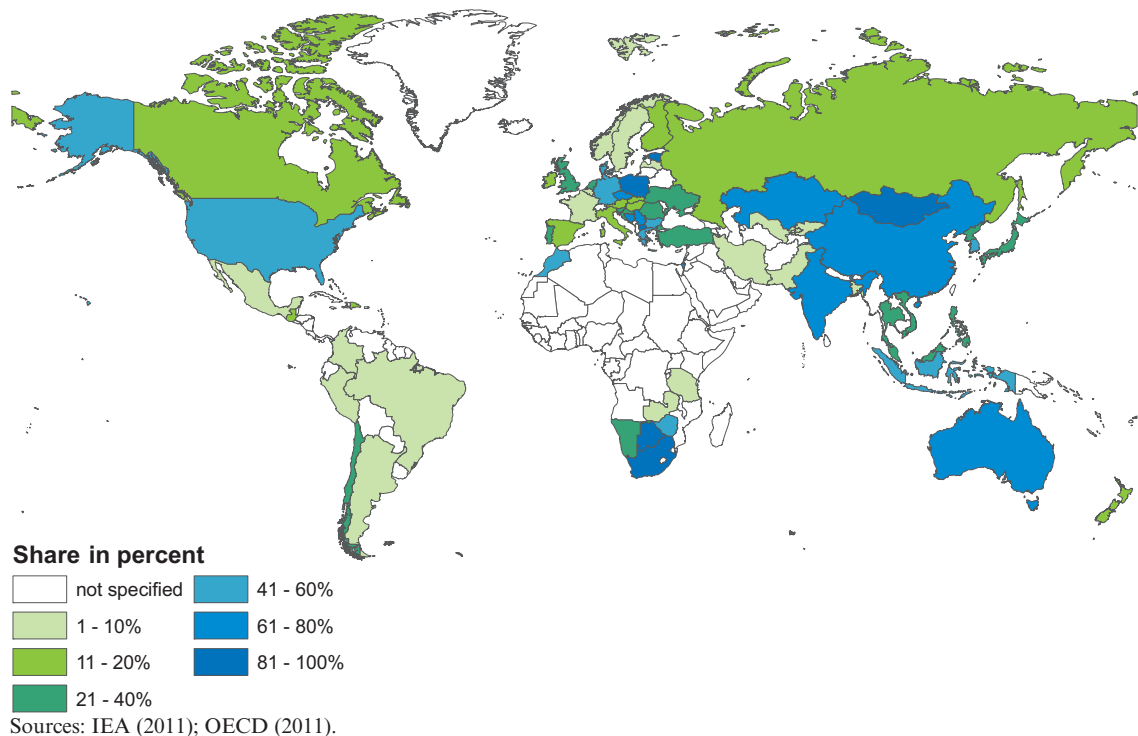 Share in percent
not specified
1 - 10%
11 - 20%
21 - 40%
41 - 60%
61 - 80%
81 - 100%
Sources: IEA (2011); OECD (2011).